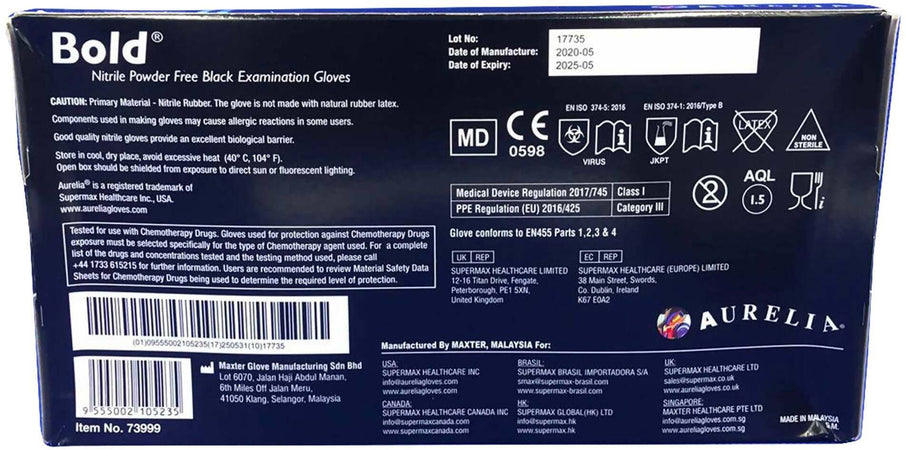 Bold®
Nitrile Powder Free Black Examination Gloves
CAUTION: Primary Material - Nitrile Rubber. The glove is not made with natural rubber latex.
Components used in making gloves may cause allergic reactions in some users.
Good quality nitrile gloves provide an excellent biological barrier.
Store in cool, dry place, avoid excessive heat (40° C, 104° F).
Open box should be shielded from exposure to direct sun or fluorescent lighting.
Aurelia® is a registered trademark of
Supermax Healthcare Inc., USA.
www.aureliagloves.com
Tested for use with Chemotherapy Drugs. Gloves used for protection against Chemotherapy Drugs
exposure must be selected specifically for the type of Chemotherapy agent used. For a complete
list of the drugs and concentrations tested and the testing method used, please call
+44 1733 615215 for further information. Users are recommended to review Material Safety Data
Sheets for Chemotherapy Drugs being used to determine the required level of protection.
(01)09555002105235(17)250531(10)17735
9 555002 105235
Item No. 73999
Maxter Glove Manufacturing Sdn Bhd
Lot 6070, Jalan Haji Abdul Manan,
6th Miles Off Jalan Meru,
41050 Klang, Selangor, Malaysia
Lot No: 17735
Date of Manufacture: 2020-05
Date of Expiry: 2025-05
MD
CE
0598
EN ISO 374-5: 2016
VIRUS
EN ISO 374-1: 2016/Type B
JKPT
LATEX
NON
STERILE
Medical Device Regulation 2017/745 Class I
PPE Regulation (EU) 2016/425 Category III
2
AQL
1.5
Glove conforms to EN455 Parts 1,2,3 & 4
UK REP
SUPERMAX HEALTHCARE LIMITED
12-16 Titan Drive, Fengate,
Peterborough, PE1 5XN,
United Kingdom
EC REP
SUPERMAX HEALTHCARE (EUROPE) LIMITED
38 Main Street, Swords,
Co. Dublin, Ireland
K67 E0A2
AURELIA®
Manufactured By MAXTER, MALAYSIA For:
USA:
SUPERMAX HEALTHCARE INC
info@aureliagloves.com
www.aureliagloves.com
CANADA:
SUPERMAX HEALTHCARE CANADA INC
info@supermaxcanada.com
www.supermaxcanada.com
BRASIL:
SUPERMAX BRASIL IMPORTADORA S/A
smax@supermax-brasil.com
www.supermax-brasil.com
HK:
SUPERMAX GLOBAL(HK) LTD
info@supermax.hk
www.supermax.hk
UK:
SUPERMAX HEALTHCARE LTD
sales@supermax.co.uk
www.aureliagloves.co.uk
SINGAPORE:
MAXTER HEALTHCARE PTE LTD
info@aureliagloves.com.sg
www.aureliagloves.com.sg
MADE IN MALAYSIA